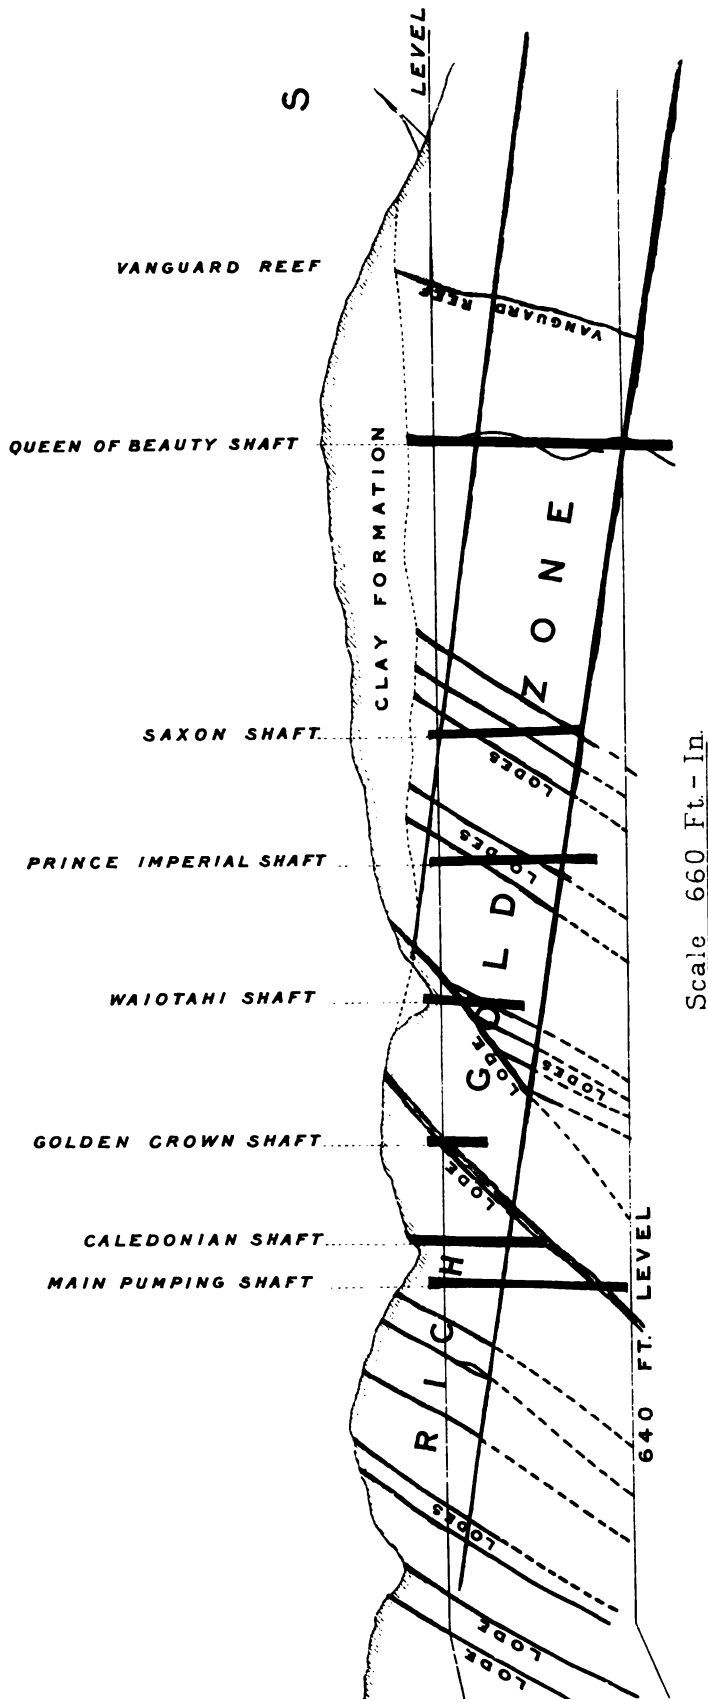 S
LEVEL
VANGUARD REEF
VANGUARD REEF
QUEEN OF BEAUTY SHAFT
CLAY FORMATION
SAXON SHAFT
LODES
PRINCE IMPERIAL SHAFT
LODES
WAIOTAHI SHAFT
LODE
LODES
GOLDEN CROWN SHAFT
LODE
CALEDONIAN SHAFT
MAIN PUMPING SHAFT
RICH GOLD ZONE
640 FT. LEVEL
LODES
LODE
LODE
Scale 660 Ft.-In.